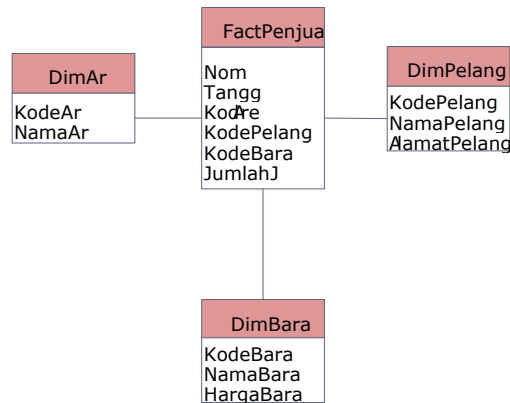 FactPenjua
Nom
Tangg
KodAre
KodePelang
KodeBara
JumlahJ
DimAr
KodeAr
NamaAr
DimPelang
KodePelang
NamaPelang
AlamatPelang
DimBara
KodeBara
NamaBara
HargaBara